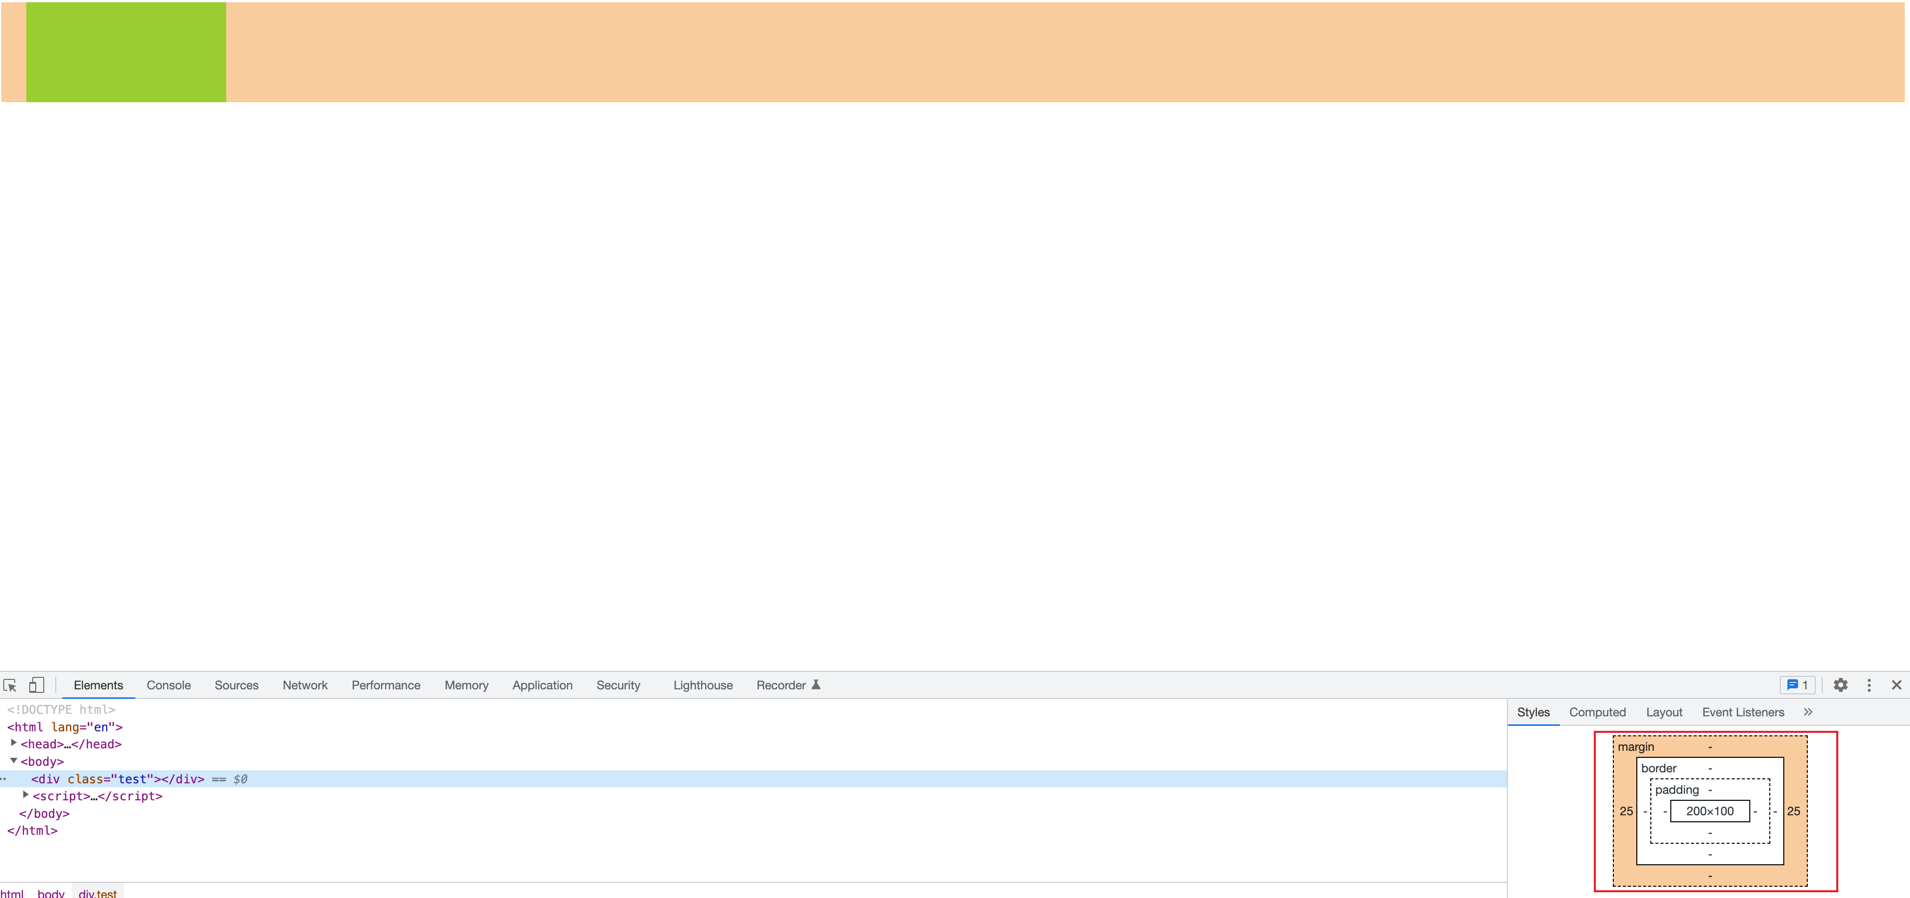 Elements Console Sources Network Performance Memory Application Security Lighthouse Recorder 1
<!DOCTYPE html>
<html lang="en">
<head>…</head>
<body>
<div class="test"></div> == $0
<script>…</script>
</body>
</html>
html body div.test
Styles Computed Layout Event Listeners »
margin -
border -
padding -
25 - - 200×100 - - 25
-
-
-